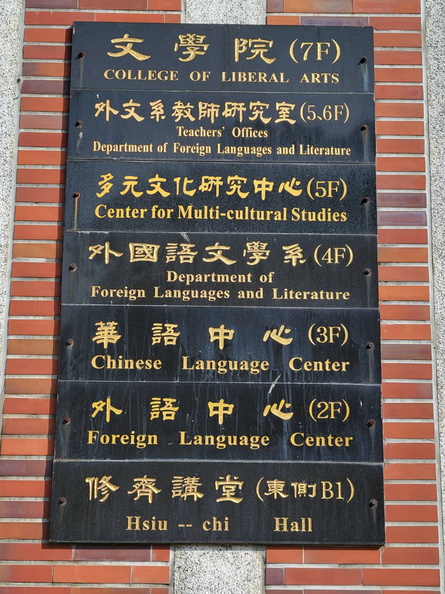 文學院(7F)
COLLEGE OF LIBERAL ARTS
外文系教師研究室(5、6F)
Teachers' Offices
Department of Foreign Languages and Literature
多元文化研究中心(5F)
Center for Multi-cultural Studies
外國語文學系(4F)
Department of
Foreign Languages and Literature
華語中心(3F)
Chinese Language Center
外語中心(2F)
Foreign Language Center
修齊講堂(東側B1)
Hsiu -- chi Hall